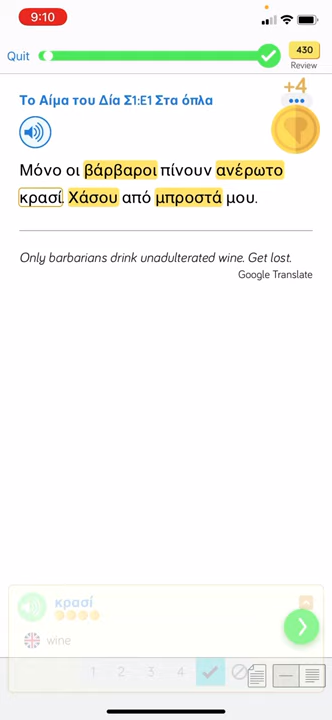 9:10
Quit
430
Review
+4
Το Αίμα του Δία Σ1:Ε1 Στα όπλα
Μόνο οι βάρβαροι πίνουν ανέρωτο
κρασί. Χάσου από μπροστά μου.
Only barbarians drink unadulterated wine. Get lost.
Google Translate
κρασί
wine
1 2 3 4